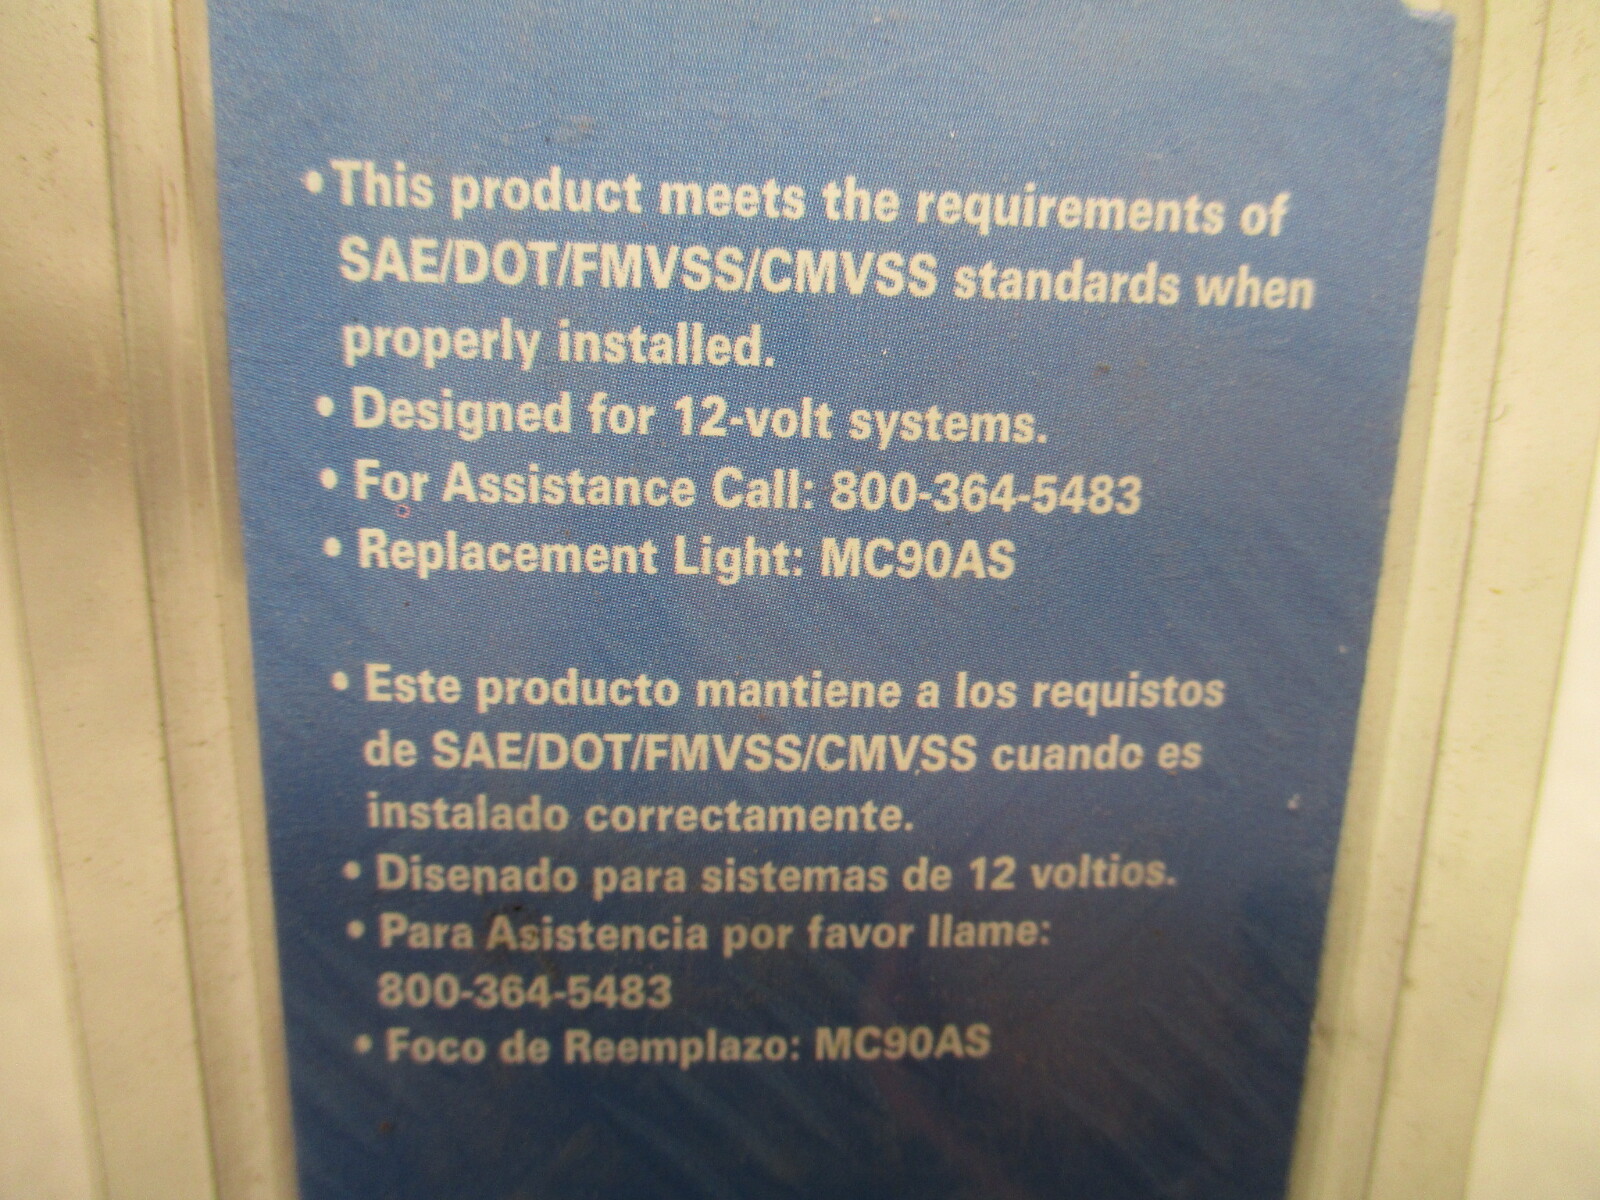 • This product meets the requirements of
SAE/DOT/FMVSS/CMVSS standards when
properly installed.
• Designed for 12-volt systems.
• For Assistance Call: 800-364-5483
• Replacement Light: MC90AS
• Este producto mantiene a los requistos
de SAE/DOT/FMVSS/CMVSS cuando es
instalado correctamente.
• Disenado para sistemas de 12 voltios.
• Para Asistencia por favor llame:
800-364-5483
• Foco de Reemplazo: MC90AS